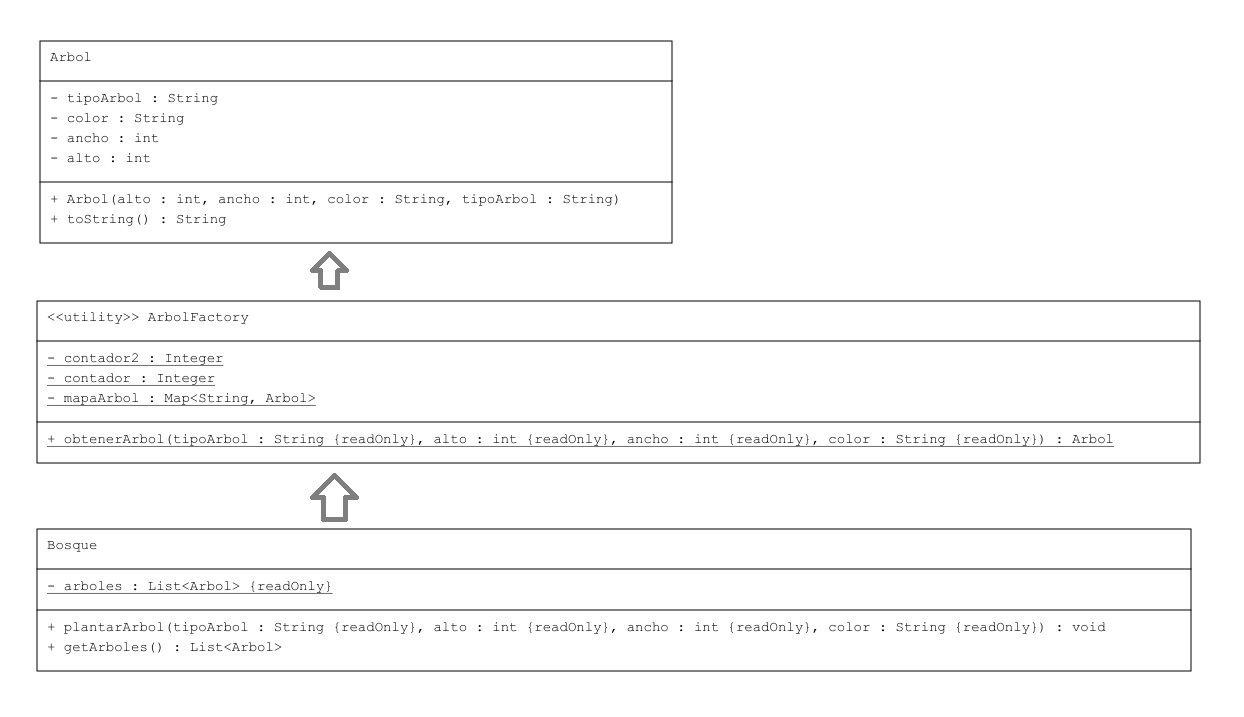 Arbol
- tipoArbol : String
- color : String
- ancho : int
- alto : int
+ Arbol(alto : int, ancho : int, color : String, tipoArbol : String)
+ toString() : String
<<utility>> ArbolFactory
- contador2 : Integer
- contador : Integer
- mapaArbol : Map<String, Arbol>
+ obtenerArbol(tipoArbol : String {readOnly}, alto : int {readOnly}, ancho : int {readOnly}, color : String {readOnly}) : Arbol
Bosque
- arboles : List<Arbol> {readOnly}
+ plantarArbol(tipoArbol : String {readOnly}, alto : int {readOnly}, ancho : int {readOnly}, color : String {readOnly}) : void
+ getArboles() : List<Arbol>